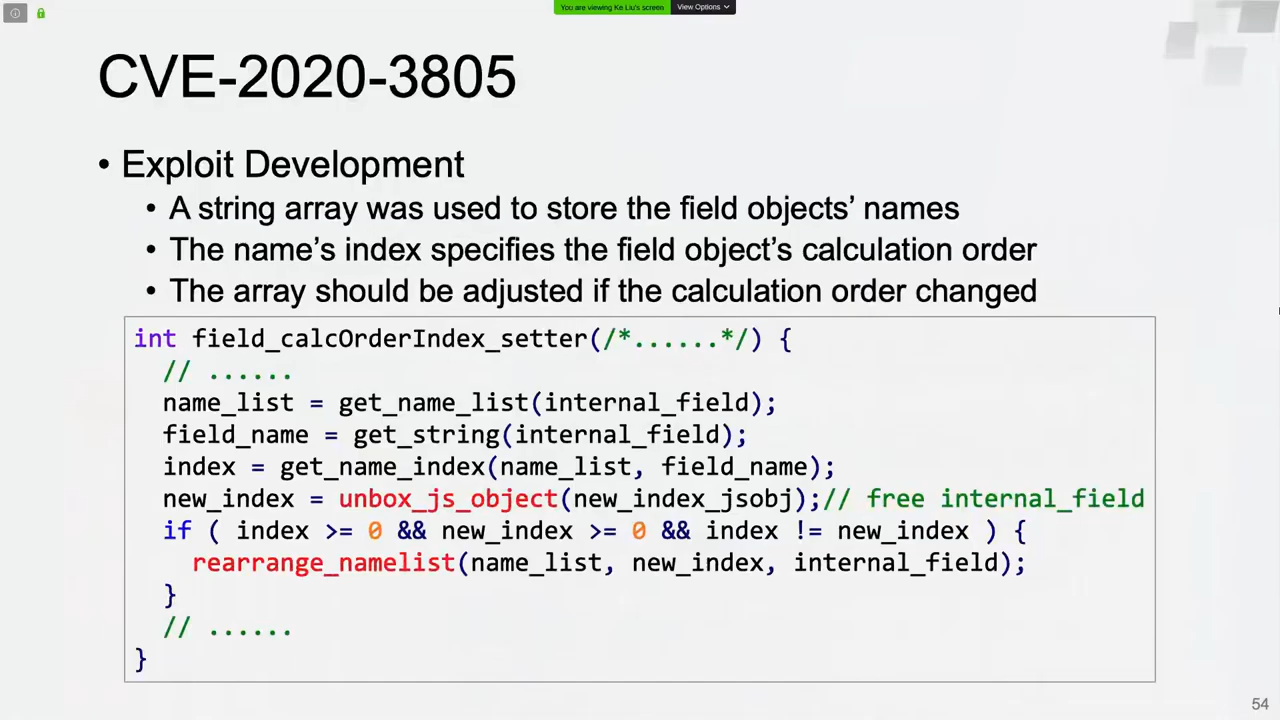 You are viewing Ke Liu's screen
View Options
CVE-2020-3805
• Exploit Development
• A string array was used to store the field objects’ names
• The name’s index specifies the field object’s calculation order
• The array should be adjusted if the calculation order changed
int field_calcOrderIndex_setter(/*......*/) {
// ......
name_list = get_name_list(internal_field);
field_name = get_string(internal_field);
index = get_name_index(name_list, field_name);
new_index = unbox_js_object(new_index_jsobj);// free internal_field
if ( index >= 0 && new_index >= 0 && index != new_index ) {
rearrange_namelist(name_list, new_index, internal_field);
}
// ......
}
54